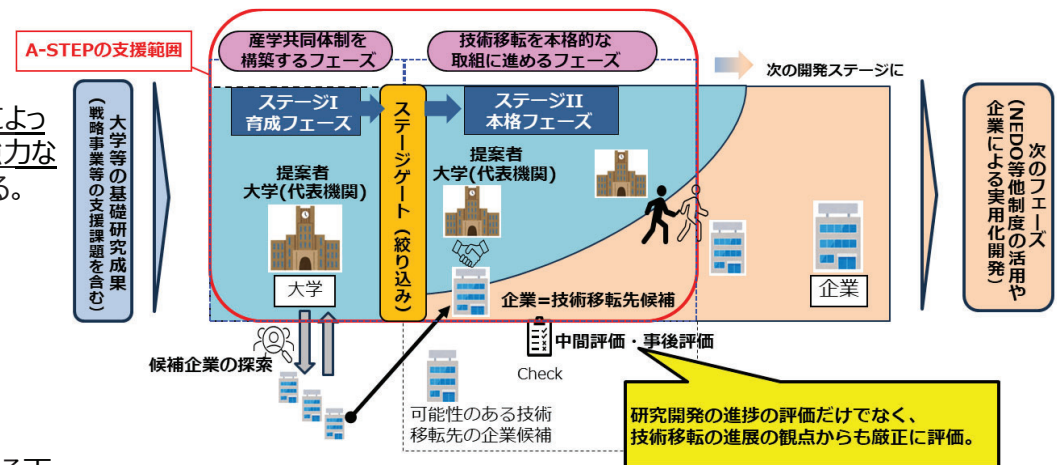 A-STEPの支援範囲
産学共同体制を
構築するフェーズ
技術移転を本格的な
取組に進めるフェーズ
次の開発ステージに
によっ
力な
る。
大学等の基礎研究成果
(戦略事業等の支援課題を含む)
ステージI
育成フェーズ
ステージゲート(絞り込み)
ステージII
本格フェーズ
提案者
大学(代表機関)
提案者
大学(代表機関)
大学
企業=技術移転先候補
企業
次のフェーズ
(NEDO等他制度の活用や
企業による実用化開発)
候補企業の探索
中間評価・事後評価
Check
可能性のある技術
移転先の企業候補
研究開発の進捗の評価だけでなく、
技術移転の進展の観点からも厳正に評価。